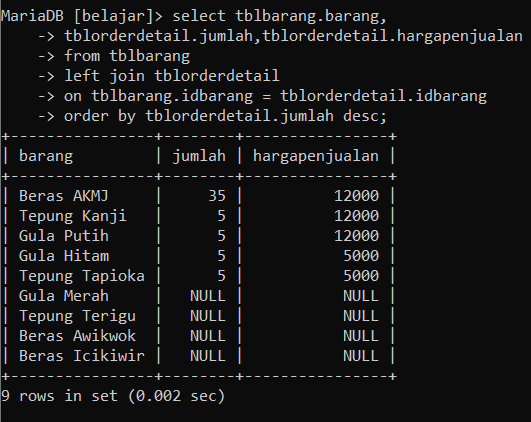 MariaDB [belajar]> select tblbarang.barang,
    -> tblorderdetail.jumlah,tblorderdetail.hargapenjualan
    -> from tblbarang
    -> left join tblorderdetail
    -> on tblbarang.idbarang = tblorderdetail.idbarang
    -> order by tblorderdetail.jumlah desc;
+----------------+--------+----------------+
| barang         | jumlah | hargapenjualan |
+----------------+--------+----------------+
| Beras AKMJ     |     35 |          12000 |
| Tepung Kanji   |      5 |          12000 |
| Gula Putih     |      5 |          12000 |
| Gula Hitam     |      5 |           5000 |
| Tepung Tapioka |      5 |           5000 |
| Gula Merah     |   NULL |           NULL |
| Tepung Terigu  |   NULL |           NULL |
| Beras Awikwok  |   NULL |           NULL |
| Beras Icikiwir |   NULL |           NULL |
+----------------+--------+----------------+
9 rows in set (0.002 sec)